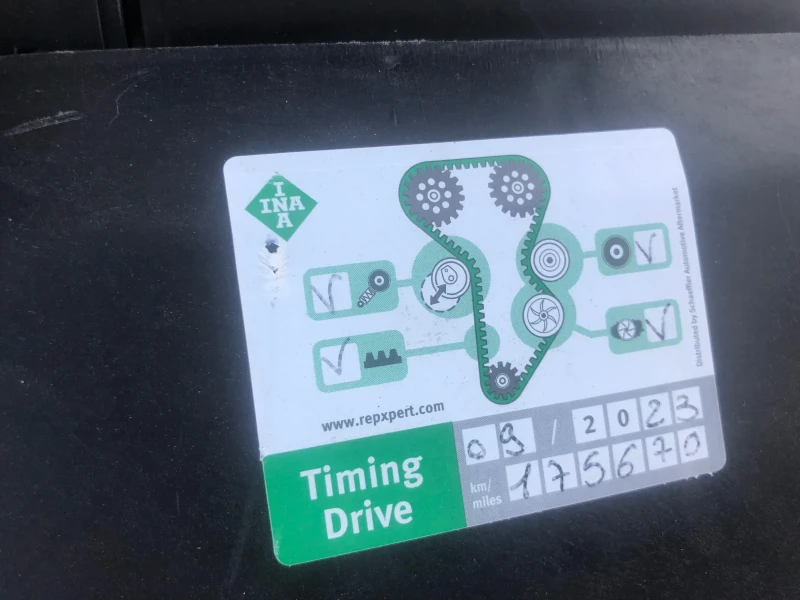 I
INA
A
V
V
V
V
Distributed by Schaeffler Automotive Aftermarket
www.repxpert.com
Timing
Drive
09 / 2023
km/
miles
175670